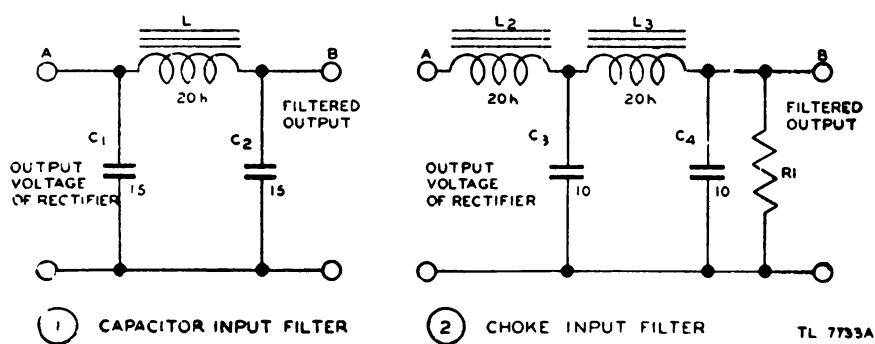 A
L
20h
B
FILTERED
OUTPUT
C1
C2
OUTPUT
VOLTAGE
OF RECTIFIER
15
15
1 CAPACITOR INPUT FILTER
A
L2
20h
L3
20h
B
FILTERED
OUTPUT
C3
C4
R1
OUTPUT
VOLTAGE
OF RECTIFIER
10
10
2 CHOKE INPUT FILTER
TL 7733A